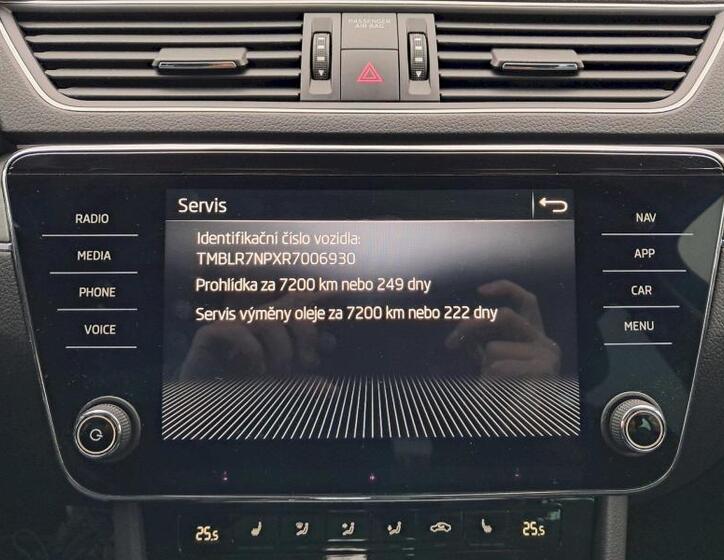 PASSENGER
AIR BAG
Servis
RADIO
MEDIA
PHONE
VOICE
Identifikační číslo vozidla:
TMBLR7NPXR7006930
Prohlídka za 7200 km nebo 249 dny
Servis výměny oleje za 7200 km nebo 222 dny
NAV
APP
CAR
MENU
25.5
25.5